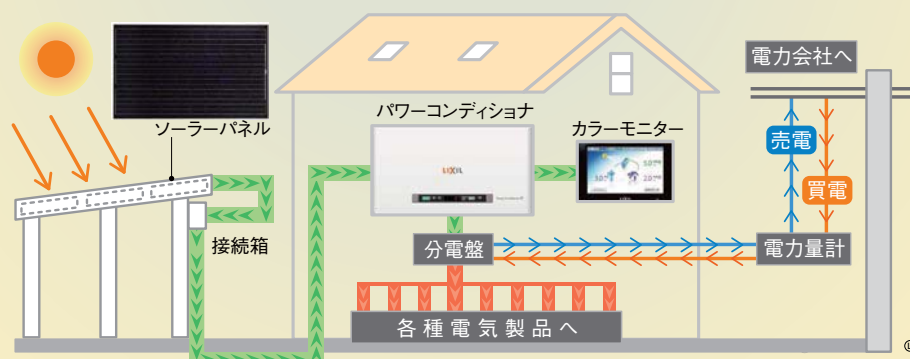 電力会社へ
ソーラーパネル
パワーコンディショナ
カラーモニター
LIXIL
売電
買電
接続箱
分電盤
電力量計
各種電気製品へ
©